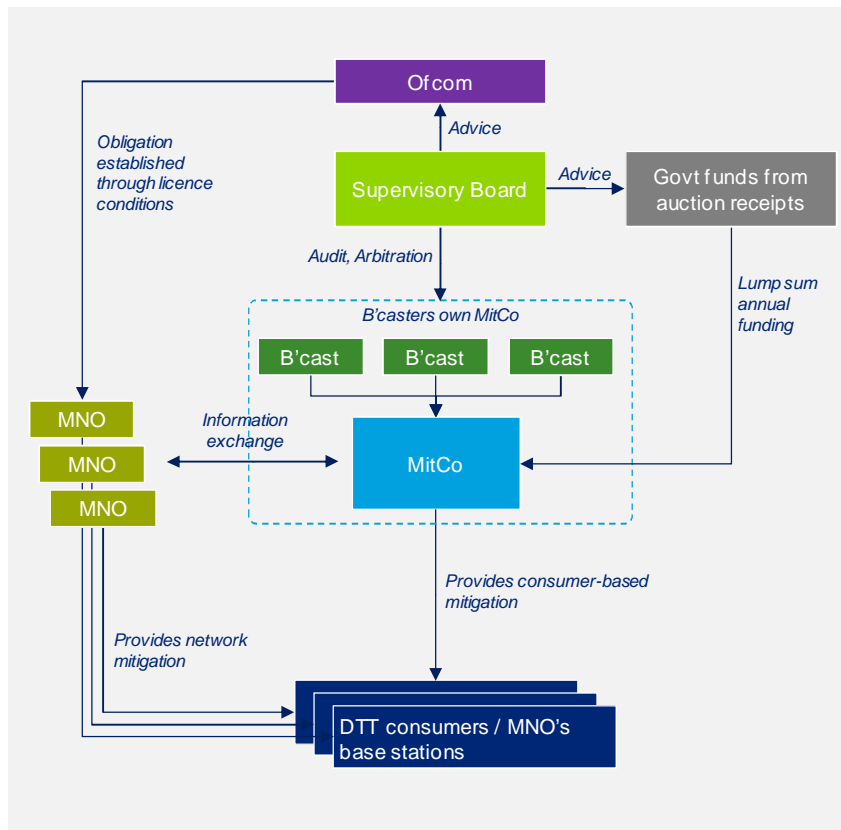 Ofcom
Advice
Obligation
established
through licence
conditions
Supervisory Board
Advice
Govt funds from
auction receipts
Audit, Arbitration
Lump sum
annual
funding
B'casters own MitCo
B'cast
B'cast
B'cast
MNO
MNO
MNO
Information
exchange
MitCo
Provides consumer-based
mitigation
Provides network
mitigation
DTT consumers / MNO's
base stations